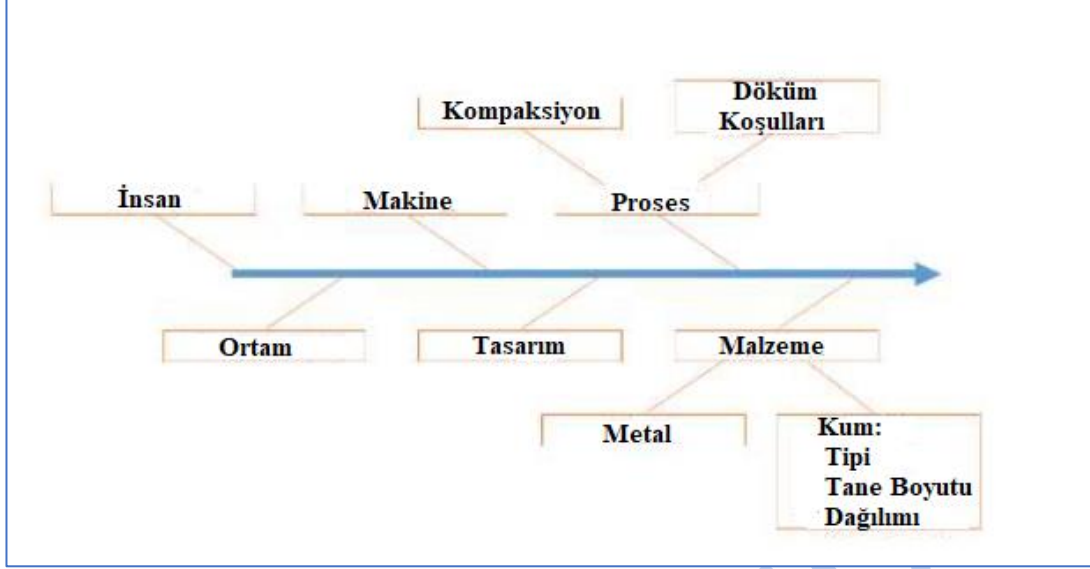 Kompaksiyon
Döküm
Koşulları
İnsan
Makine
Proses
Ortam
Tasarım
Malzeme
Metal
Kum:
Tipi
Tane Boyutu
Dağılımı